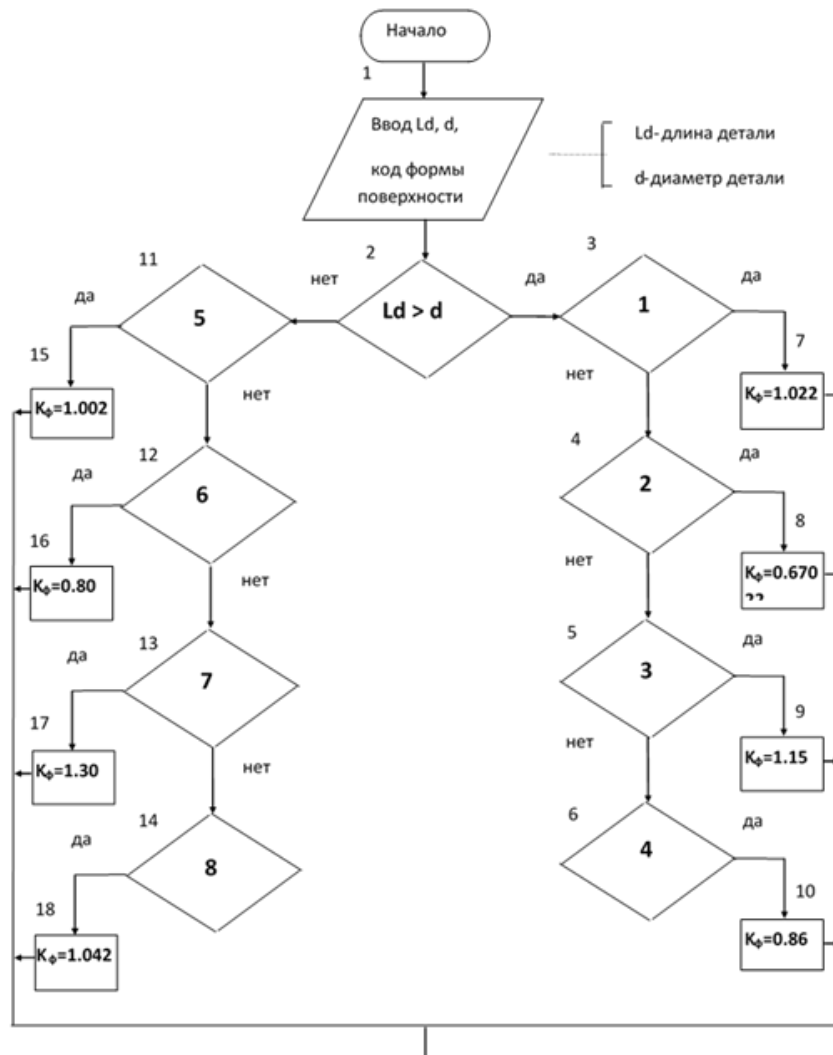 Начало
1
Ввод Ld, d,
код формы
поверхности
Ld-длина детали
d-диаметр детали
2
Ld > d
нет
да
3
1
да
нет
7
Kф=1.022
4
2
да
нет
8
Kф=0.670
5
3
да
нет
9
Kф=1.15
6
4
да
10
Kф=0.86
11
5
да
нет
15
Kф=1.002
12
6
да
нет
16
Kф=0.80
13
7
да
нет
17
Kф=1.30
14
8
да
18
Kф=1.042